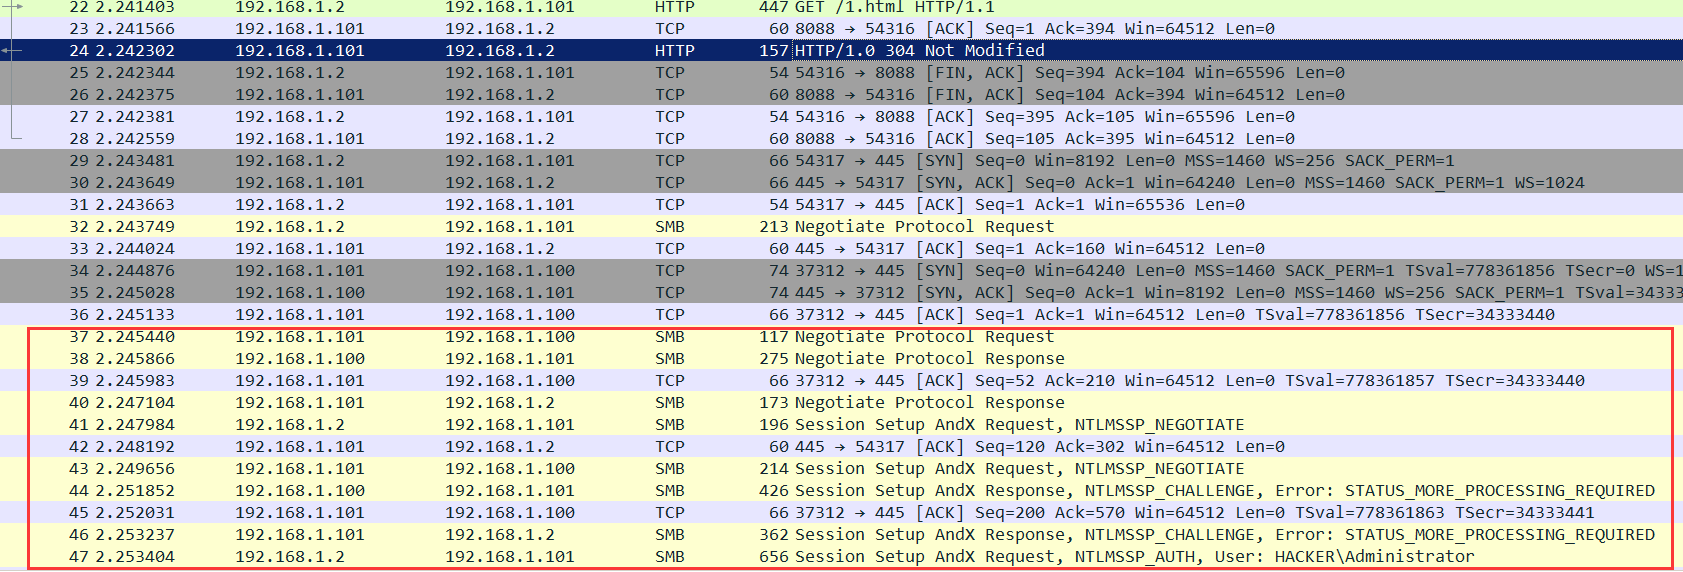 22 2.241403 192.168.1.2 192.168.1.101 HTTP 447 GET /1.html HTTP/1.1
23 2.241566 192.168.1.101 192.168.1.2 TCP 60 8088 → 54316 [ACK] Seq=1 Ack=394 Win=64512 Len=0
24 2.242302 192.168.1.101 192.168.1.2 HTTP 157 HTTP/1.0 304 Not Modified
25 2.242344 192.168.1.2 192.168.1.101 TCP 54 54316 → 8088 [FIN, ACK] Seq=394 Ack=104 Win=65596 Len=0
26 2.242375 192.168.1.101 192.168.1.2 TCP 60 8088 → 54316 [FIN, ACK] Seq=104 Ack=394 Win=64512 Len=0
27 2.242381 192.168.1.2 192.168.1.101 TCP 54 54316 → 8088 [ACK] Seq=395 Ack=105 Win=65596 Len=0
28 2.242559 192.168.1.101 192.168.1.2 TCP 60 8088 → 54316 [ACK] Seq=105 Ack=395 Win=64512 Len=0
29 2.243481 192.168.1.2 192.168.1.101 TCP 66 54317 → 445 [SYN] Seq=0 Win=8192 Len=0 MSS=1460 WS=256 SACK_PERM=1
30 2.243649 192.168.1.101 192.168.1.2 TCP 66 445 → 54317 [SYN, ACK] Seq=0 Ack=1 Win=64240 Len=0 MSS=1460 SACK_PERM=1 WS=1024
31 2.243663 192.168.1.2 192.168.1.101 TCP 54 54317 → 445 [ACK] Seq=1 Ack=1 Win=65536 Len=0
32 2.243749 192.168.1.2 192.168.1.101 SMB 213 Negotiate Protocol Request
33 2.244024 192.168.1.101 192.168.1.2 TCP 60 445 → 54317 [ACK] Seq=1 Ack=160 Win=64512 Len=0
34 2.244876 192.168.1.101 192.168.1.100 TCP 74 37312 → 445 [SYN] Seq=0 Win=64240 Len=0 MSS=1460 SACK_PERM=1 TSval=778361856 TSecr=0 WS=1
35 2.245028 192.168.1.100 192.168.1.101 TCP 74 445 → 37312 [SYN, ACK] Seq=0 Ack=1 Win=8192 Len=0 MSS=1460 WS=256 SACK_PERM=1 TSval=34333
36 2.245133 192.168.1.101 192.168.1.100 TCP 66 37312 → 445 [ACK] Seq=1 Ack=1 Win=64512 Len=0 TSval=778361856 TSecr=34333440
37 2.245440 192.168.1.101 192.168.1.100 SMB 117 Negotiate Protocol Request
38 2.245866 192.168.1.100 192.168.1.101 SMB 275 Negotiate Protocol Response
39 2.245983 192.168.1.101 192.168.1.100 TCP 66 37312 → 445 [ACK] Seq=52 Ack=210 Win=64512 Len=0 TSval=778361857 TSecr=34333440
40 2.247104 192.168.1.101 192.168.1.2 SMB 173 Negotiate Protocol Response
41 2.247984 192.168.1.2 192.168.1.101 SMB 196 Session Setup AndX Request, NTLMSSP_NEGOTIATE
42 2.248192 192.168.1.101 192.168.1.2 TCP 60 445 → 54317 [ACK] Seq=120 Ack=302 Win=64512 Len=0
43 2.249656 192.168.1.101 192.168.1.100 SMB 214 Session Setup AndX Request, NTLMSSP_NEGOTIATE
44 2.251852 192.168.1.100 192.168.1.101 SMB 426 Session Setup AndX Response, NTLMSSP_CHALLENGE, Error: STATUS_MORE_PROCESSING_REQUIRED
45 2.252031 192.168.1.101 192.168.1.100 TCP 66 37312 → 445 [ACK] Seq=200 Ack=570 Win=64512 Len=0 TSval=778361863 TSecr=34333441
46 2.253237 192.168.1.101 192.168.1.2 SMB 362 Session Setup AndX Response, NTLMSSP_CHALLENGE, Error: STATUS_MORE_PROCESSING_REQUIRED
47 2.253404 192.168.1.2 192.168.1.101 SMB 656 Session Setup AndX Request, NTLMSSP_AUTH, User: HACKER\Administrator